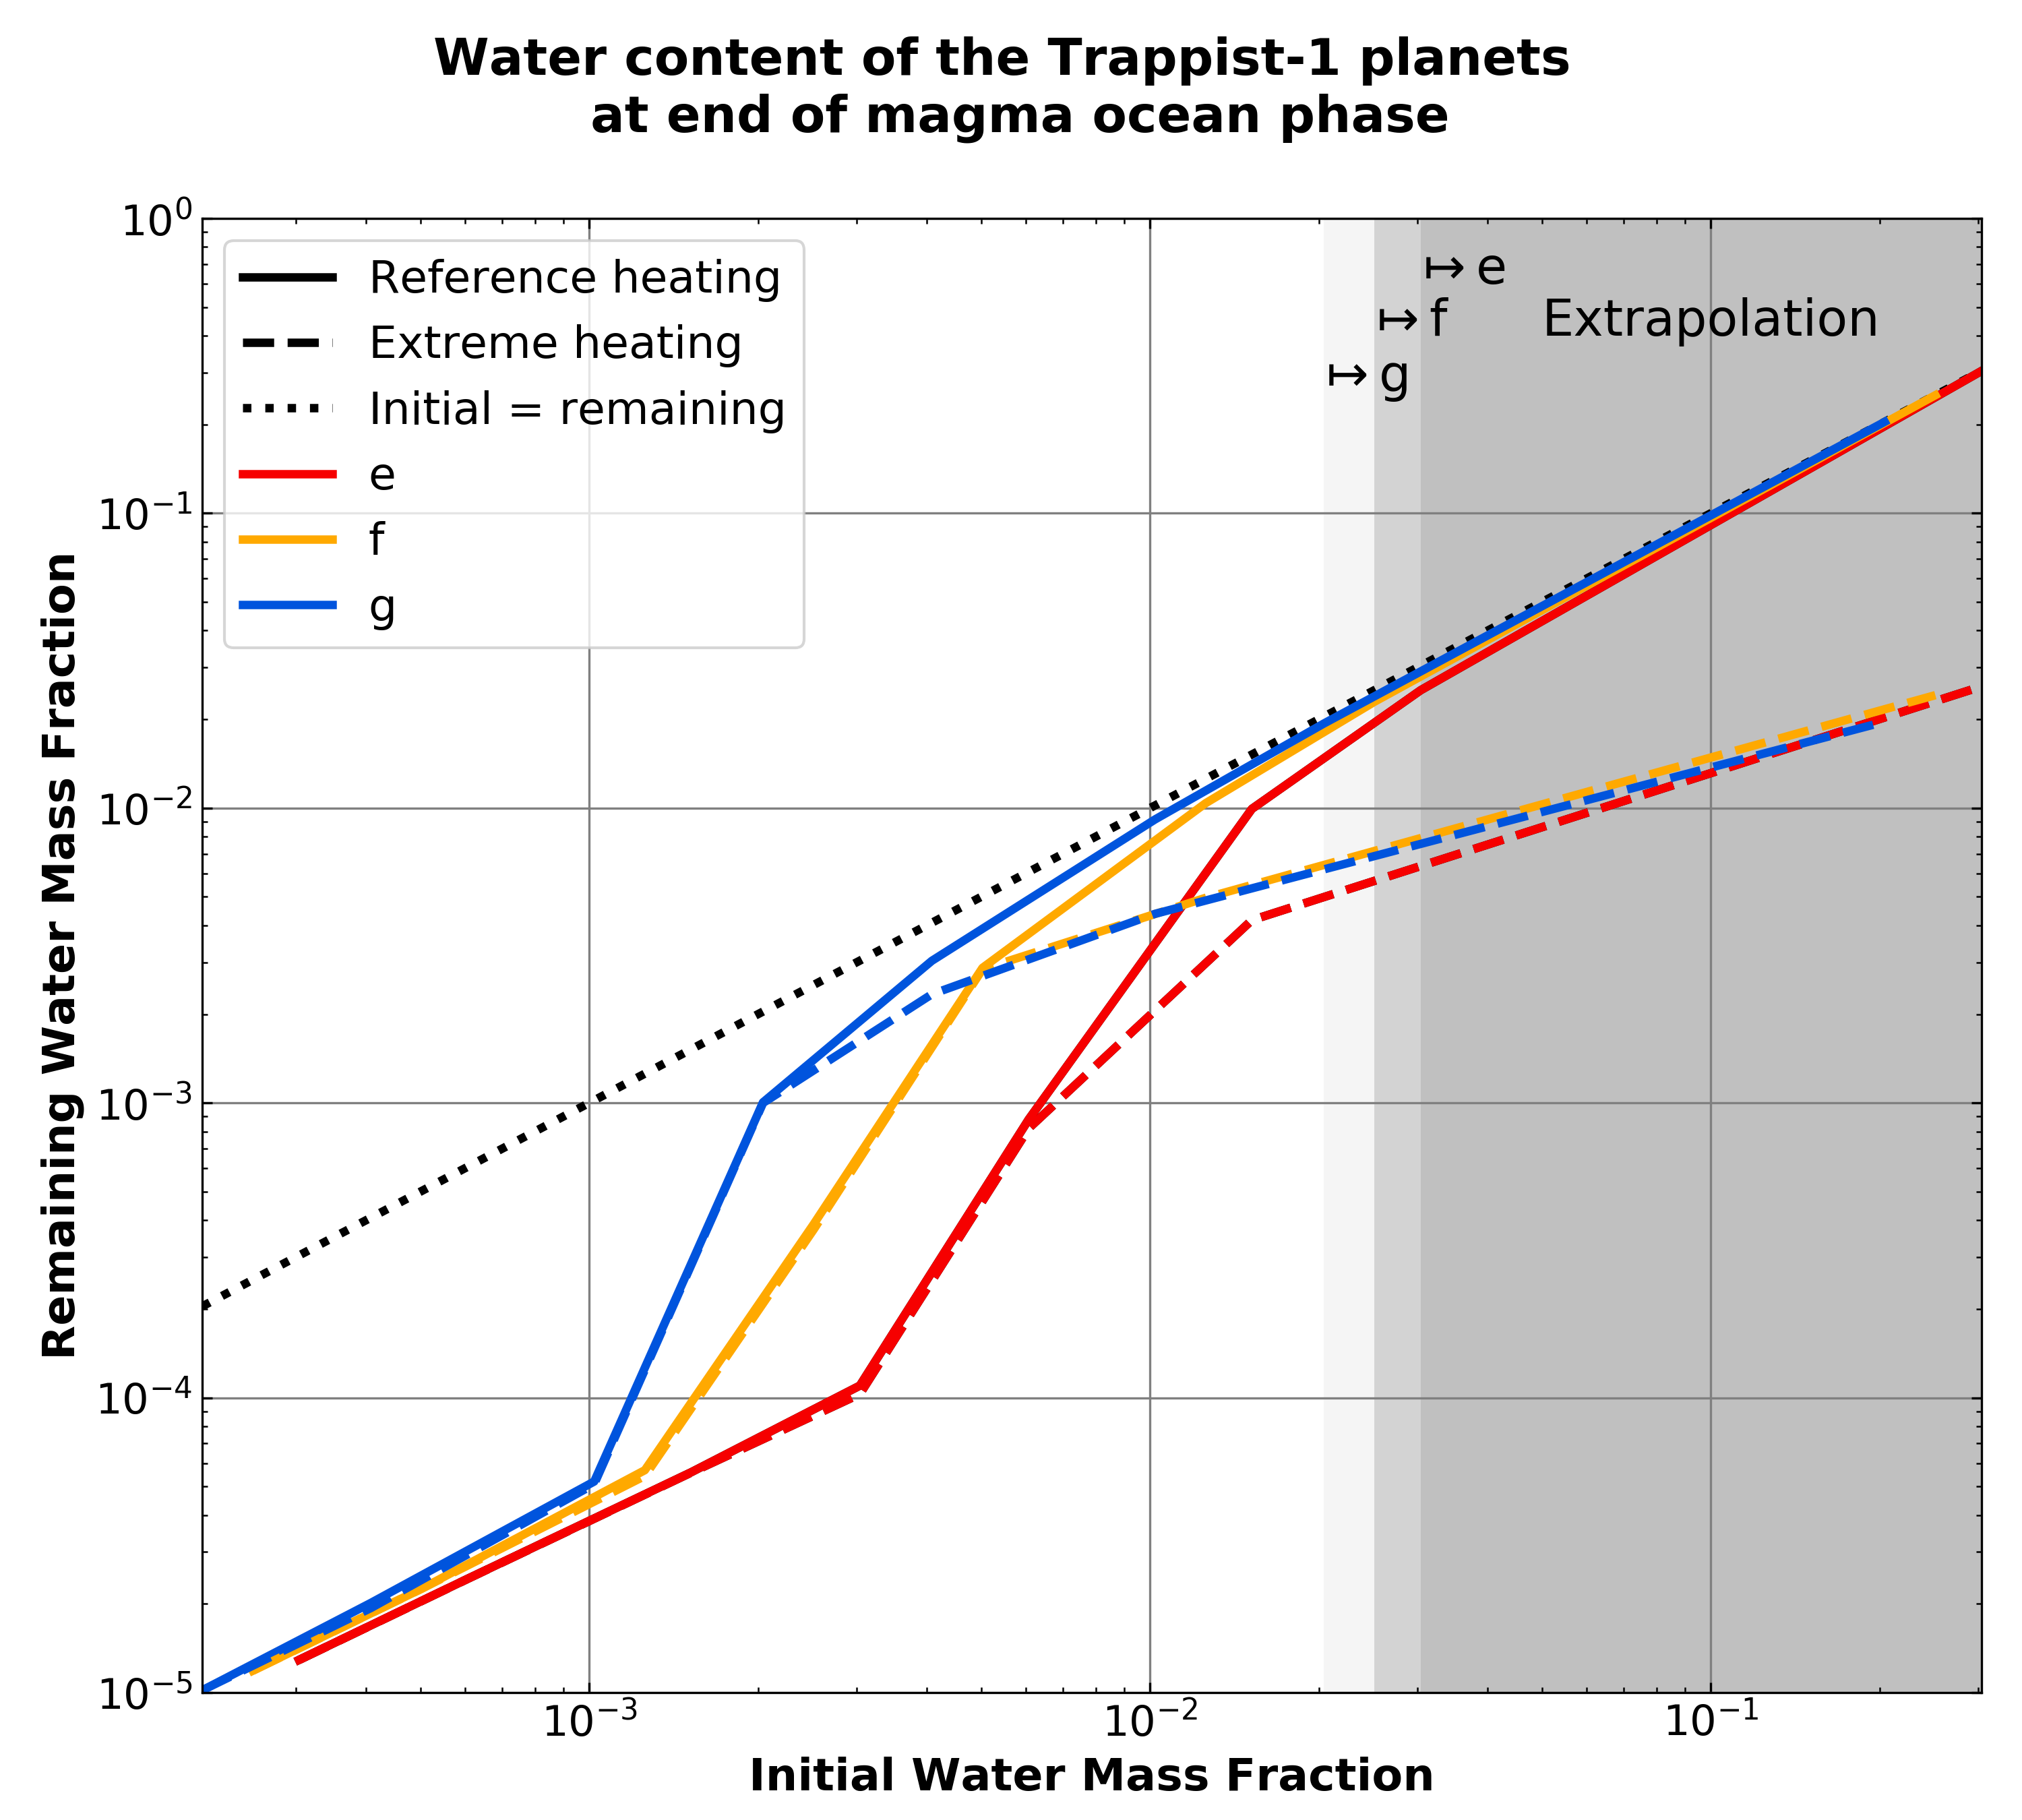 Water content of the Trappist-1 planets
at end of magma ocean phase
10⁰
10⁻¹
10⁻²
10⁻³
10⁻⁴
10⁻⁵
Remaining Water Mass Fraction
Reference heating
Extreme heating
Initial = remaining
e
f
g
↦ e
↦ f
Extrapolation
↦ g
10⁻³
10⁻²
10⁻¹
Initial Water Mass Fraction